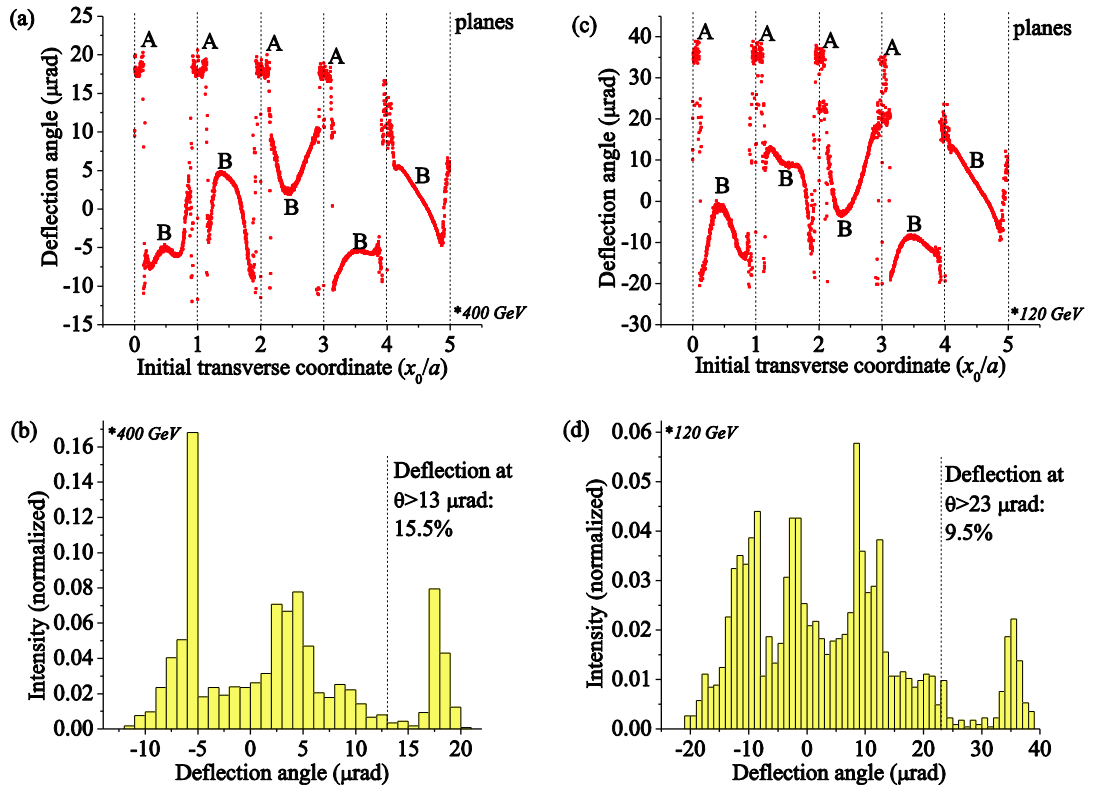 (a)
25
20
15
10
5
0
-5
-10
-15
Deflection angle (μrad)
A
A
A
A
planes
B
B
B
B
B
*400 GeV
0 1 2 3 4 5
Initial transverse coordinate (x0/a)
(c)
40
30
20
10
0
-10
-20
-30
Deflection angle (μrad)
A
A
A
A
planes
B
B
B
B
B
*120 GeV
0 1 2 3 4 5
Initial transverse coordinate (x0/a)
(b)
*400 GeV
0.16
0.14
0.12
0.10
0.08
0.06
0.04
0.02
0.00
Intensity (normalized)
Deflection at
θ>13 μrad:
15.5%
-10 -5 0 5 10 15 20
Deflection angle (μrad)
(d)
*120 GeV
0.06
0.05
0.04
0.03
0.02
0.01
0.00
Intensity (normalized)
Deflection at
θ>23 μrad:
9.5%
-20 -10 0 10 20 30 40
Deflection angle (μrad)